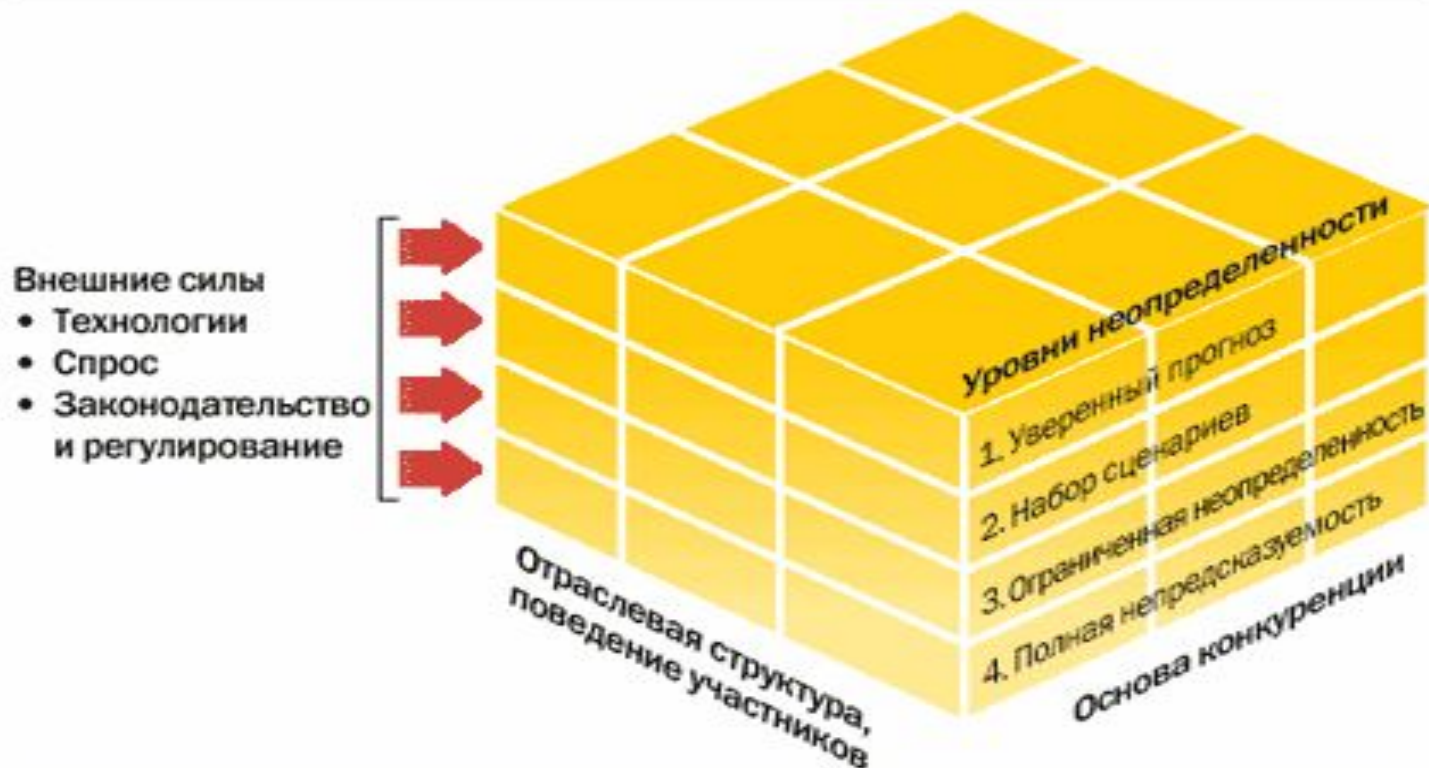 Внешние силы
• Технологии
• Спрос
• Законодательство
и регулирование
Уровни неопределенности
1. Уверенный прогноз
2. Набор сценариев
3. Ограниченная неопределенность
4. Полная непредсказуемость
Отраслевая структура,
поведение участников
Основа конкуренции